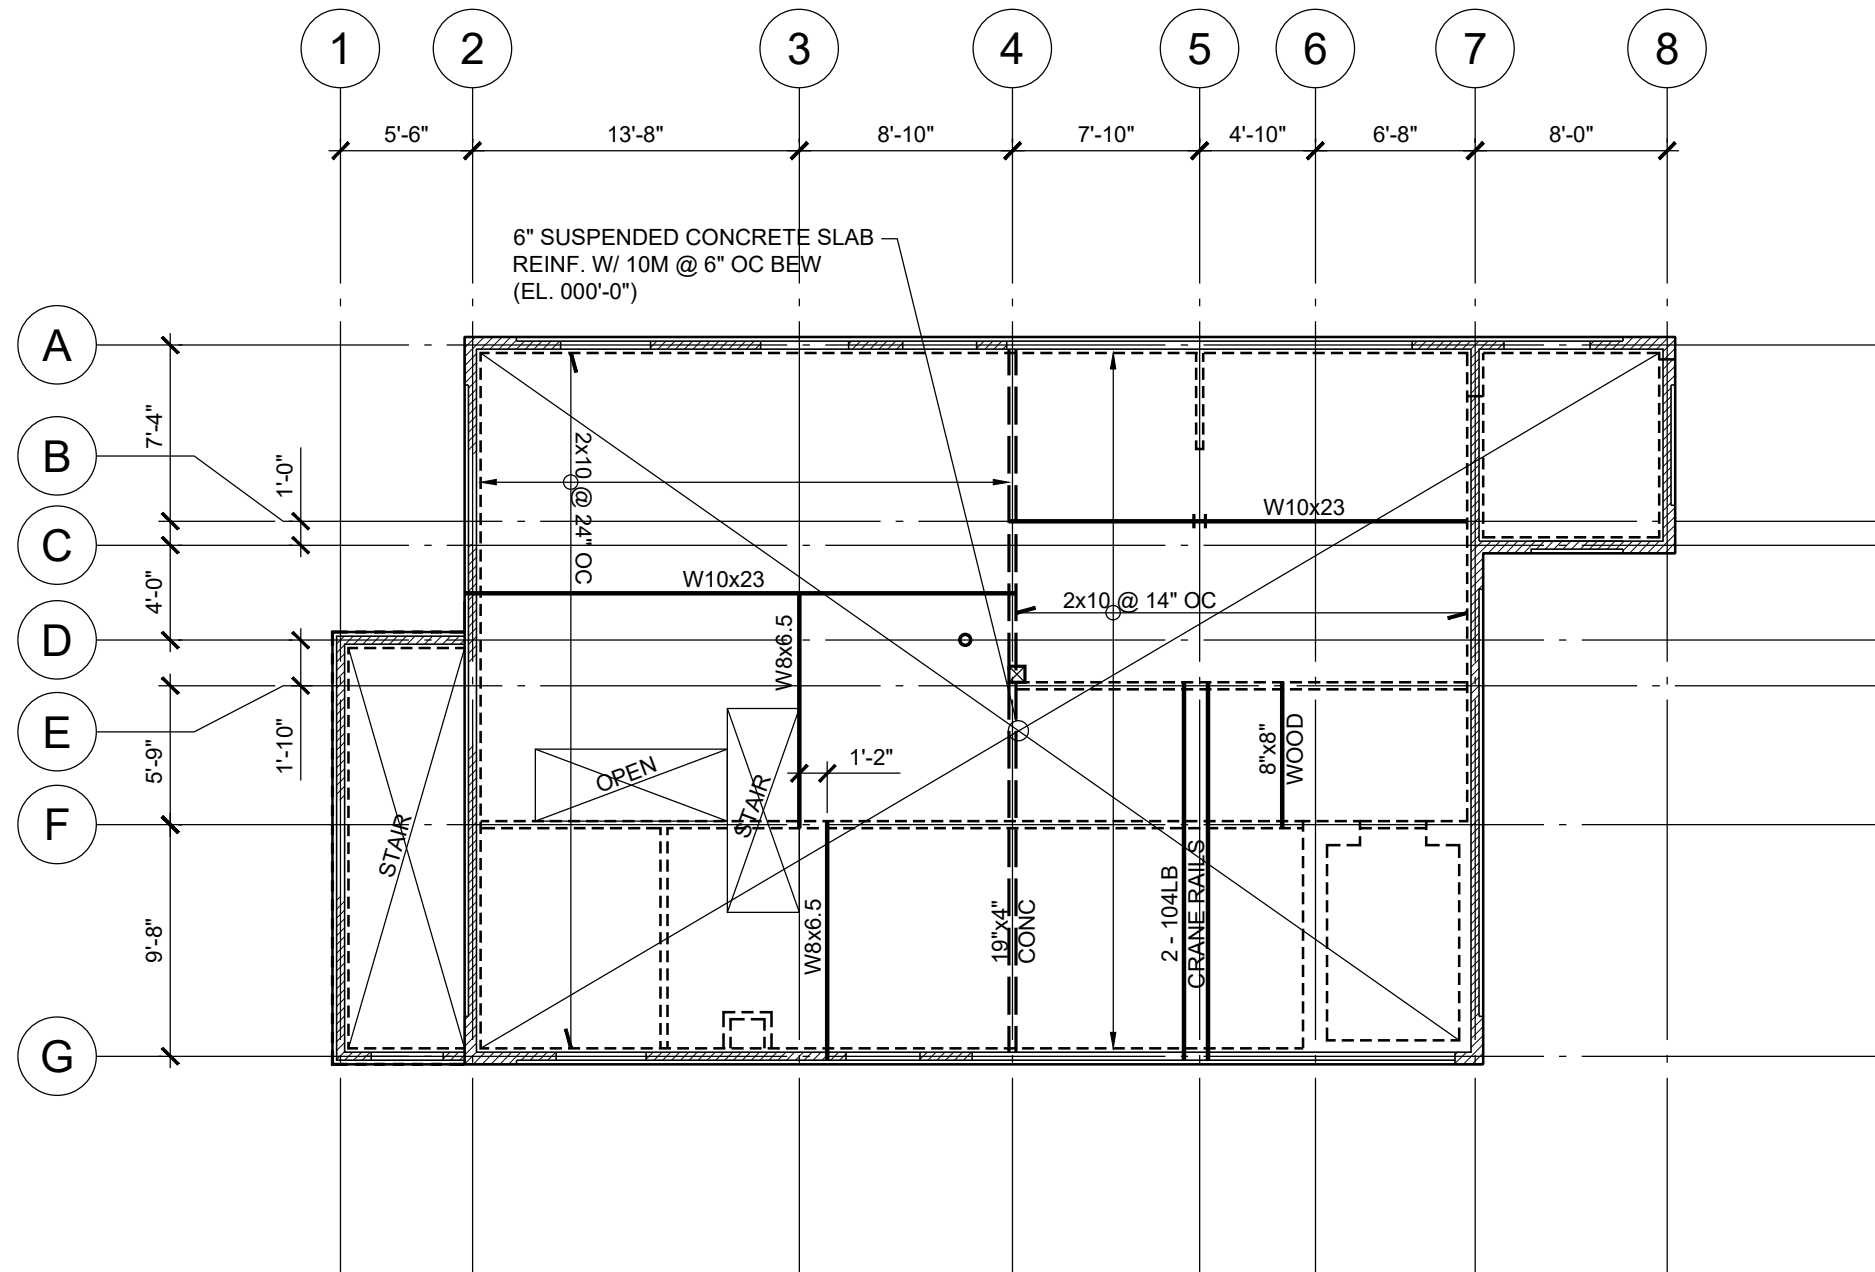 1 2 3 4 5 6 7 8
5'-6" 13'-8" 8'-10" 7'-10" 4'-10" 6'-8" 8'-0"
6" SUSPENDED CONCRETE SLAB
REINF. W/ 10M @ 6" OC BEW
(EL. 000'-0")
A
7'-4"
B
1'-0"
2x10 @ 24" OC
W10x23
C
W10x23
4'-0"
2x10 @ 14" OC
D
W8x6.5
E
1'-10"
5'-9"
1'-2"
8"x8"
WOOD
OPEN
STAIR
F
STAIR
9'-8"
W8x6.5
19"x4"
CONC
2 - 104LB
CRANE RAILS
G